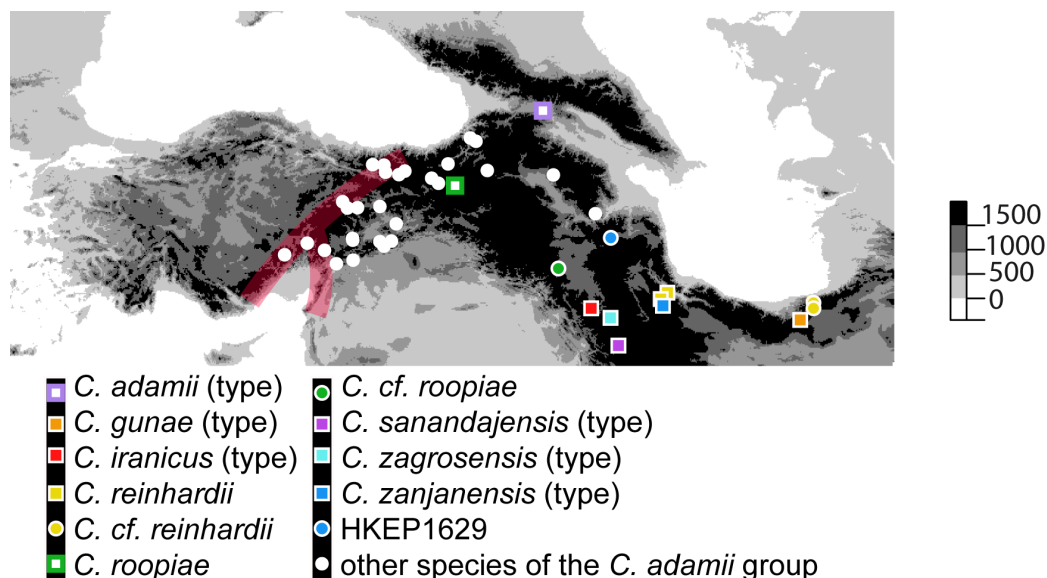 1500
1000
500
0
C. adamii (type)
C. gunae (type)
C. iranicus (type)
C. reinhardii
C. cf. reinhardii
C. roopiae
C. cf. roopiae
C. sanandajensis (type)
C. zagrosensis (type)
C. zanjanensis (type)
HKEP1629
other species of the C. adamii group